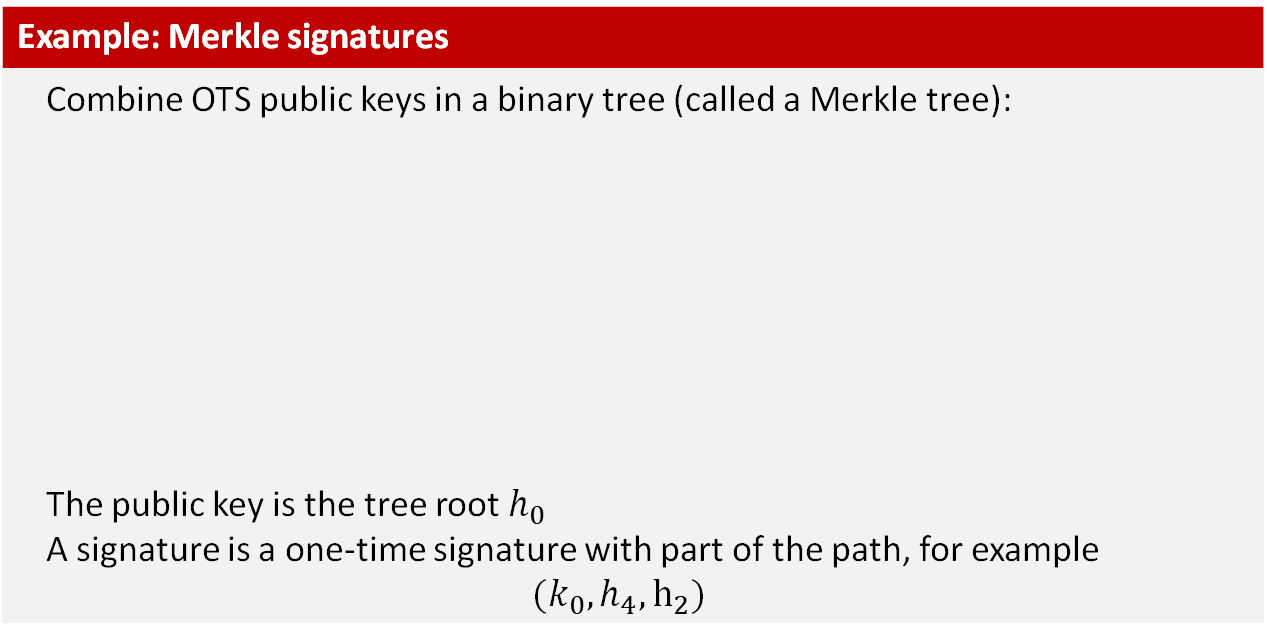 Example: Merkle signatures
Combine OTS public keys in a binary tree (called a Merkle tree):
The public key is the tree root h₀
A signature is a one-time signature with part of the path, for example
(k₀, h₄, h₂)